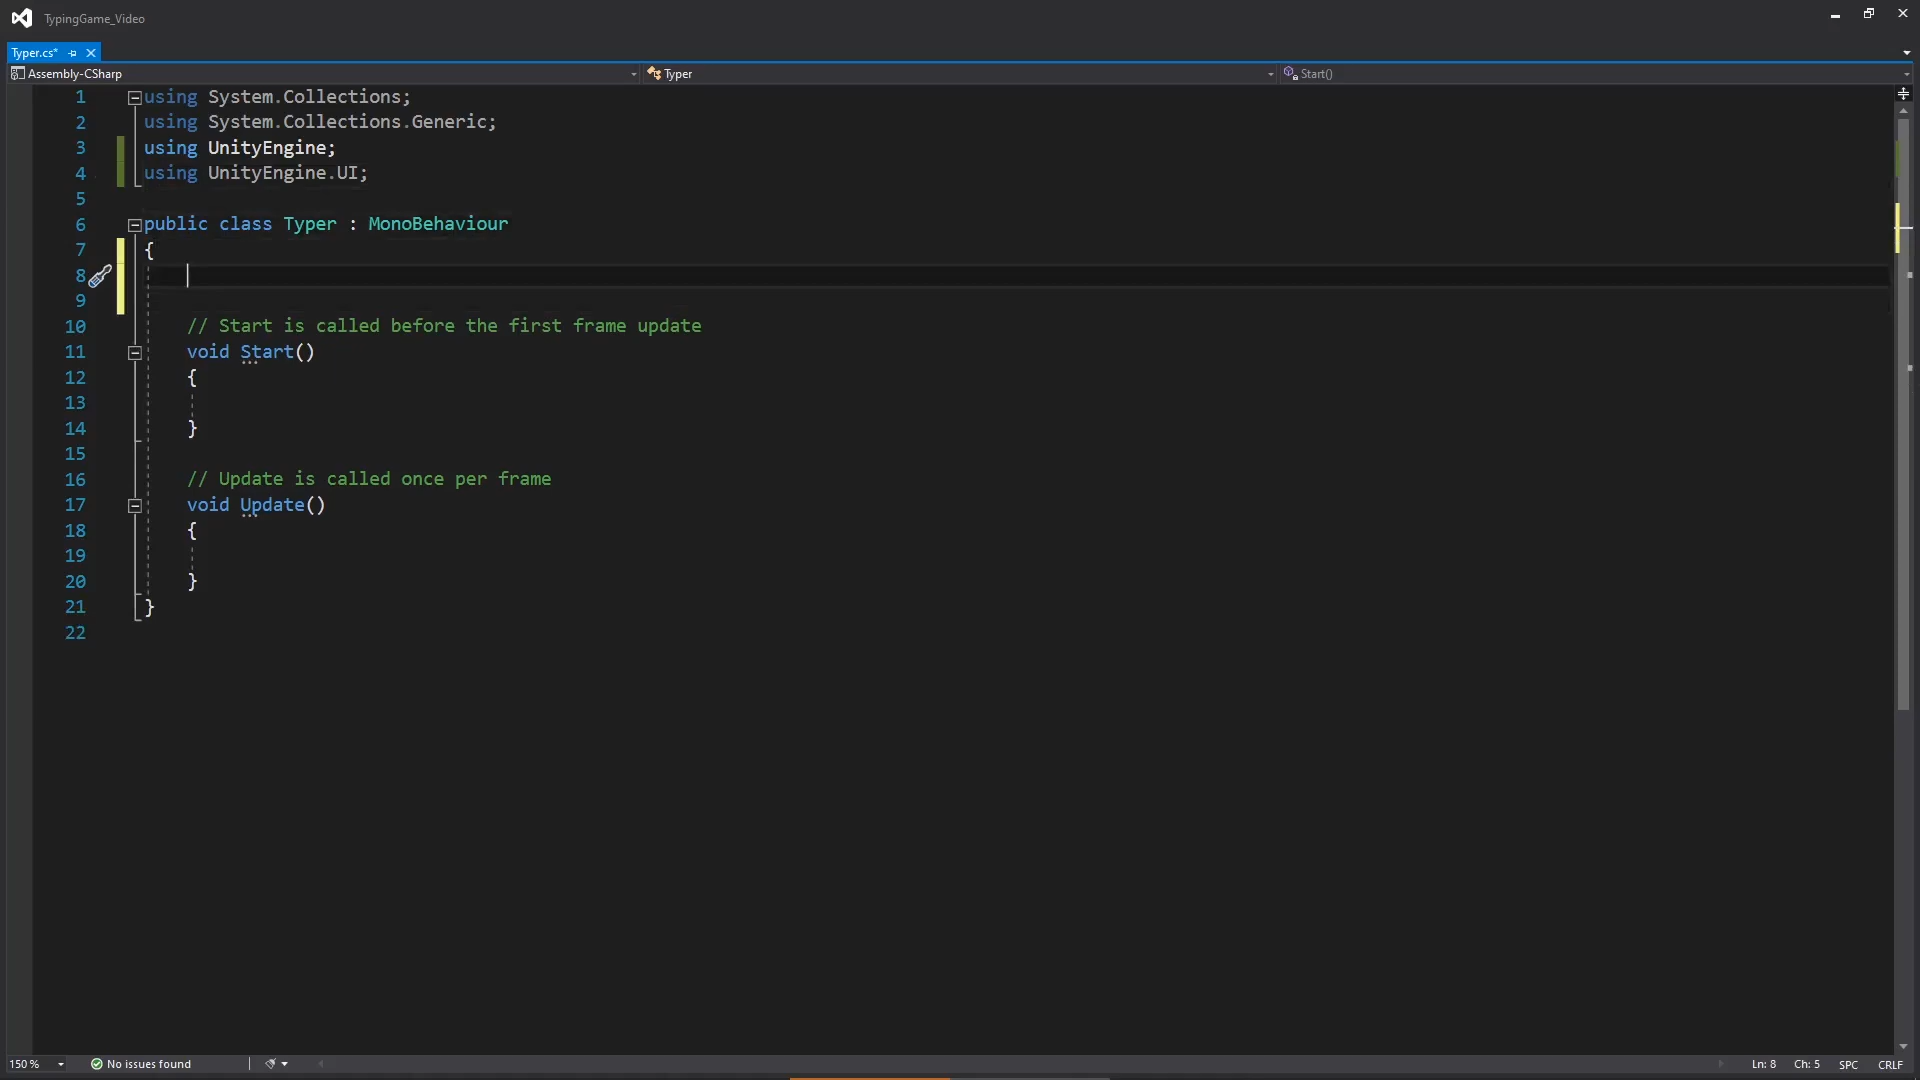 TypingGame_Video
Typer.cs*
Assembly-CSharp Typer Start()
1 using System.Collections;
2 using System.Collections.Generic;
3 using UnityEngine;
4 using UnityEngine.UI;
5
6 public class Typer : MonoBehaviour
7 {
8
9
10 // Start is called before the first frame update
11 void Start()
12 {
13
14 }
15
16 // Update is called once per frame
17 void Update()
18 {
19
20 }
21 }
22
150 % No issues found Ln: 8 Ch: 5 SPC CRLF